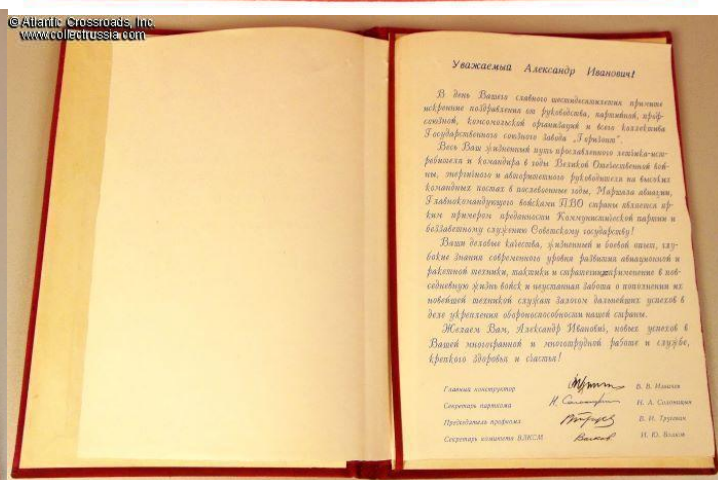 © Atlantic Crossroads, Inc.
www.collectrussia.com
Уважаемый Александр Иванович!
В день Вашего славного шестидесятилетия примите
искренние поздравления от руководства, партийной, проф-
союзной, комсомольской организаций и всего коллектива
Государственного союзного завода „Горизонт".
Весь Ваш жизненный путь прославленного летчика-ист-
ребителя и командира в годы Великой Отечественной вой-
ны, энергичного и авторитетного руководителя на высоких
командных постах в послевоенные годы, Маршала авиации,
Главнокомандующего войсками ПВО страны является яр-
ким примером преданности Коммунистической партии и
беззаветному служению Советскому государству!
Ваши деловые качества, жизненный и боевой опыт, глу-
бокие знания современного уровня развития авиационной и
ракетной техники, тактики и стратегии, применение в пов-
седневную жизнь войск и неустанная забота о пополнении их
новейшей техникой служат залогом дальнейших успехов в
деле укрепления обороноспособности нашей страны.
Желаем Вам, Александр Иванович, новых успехов в
Вашей многогранной и многотрудной работе и службе,
крепкого здоровья и счастья!
Главный конструктор В. В.
Секретарь парткома Н. А.
Председатель профкома В. И.
Секретарь комитета ВЛКСМ Н. Ю. Волков